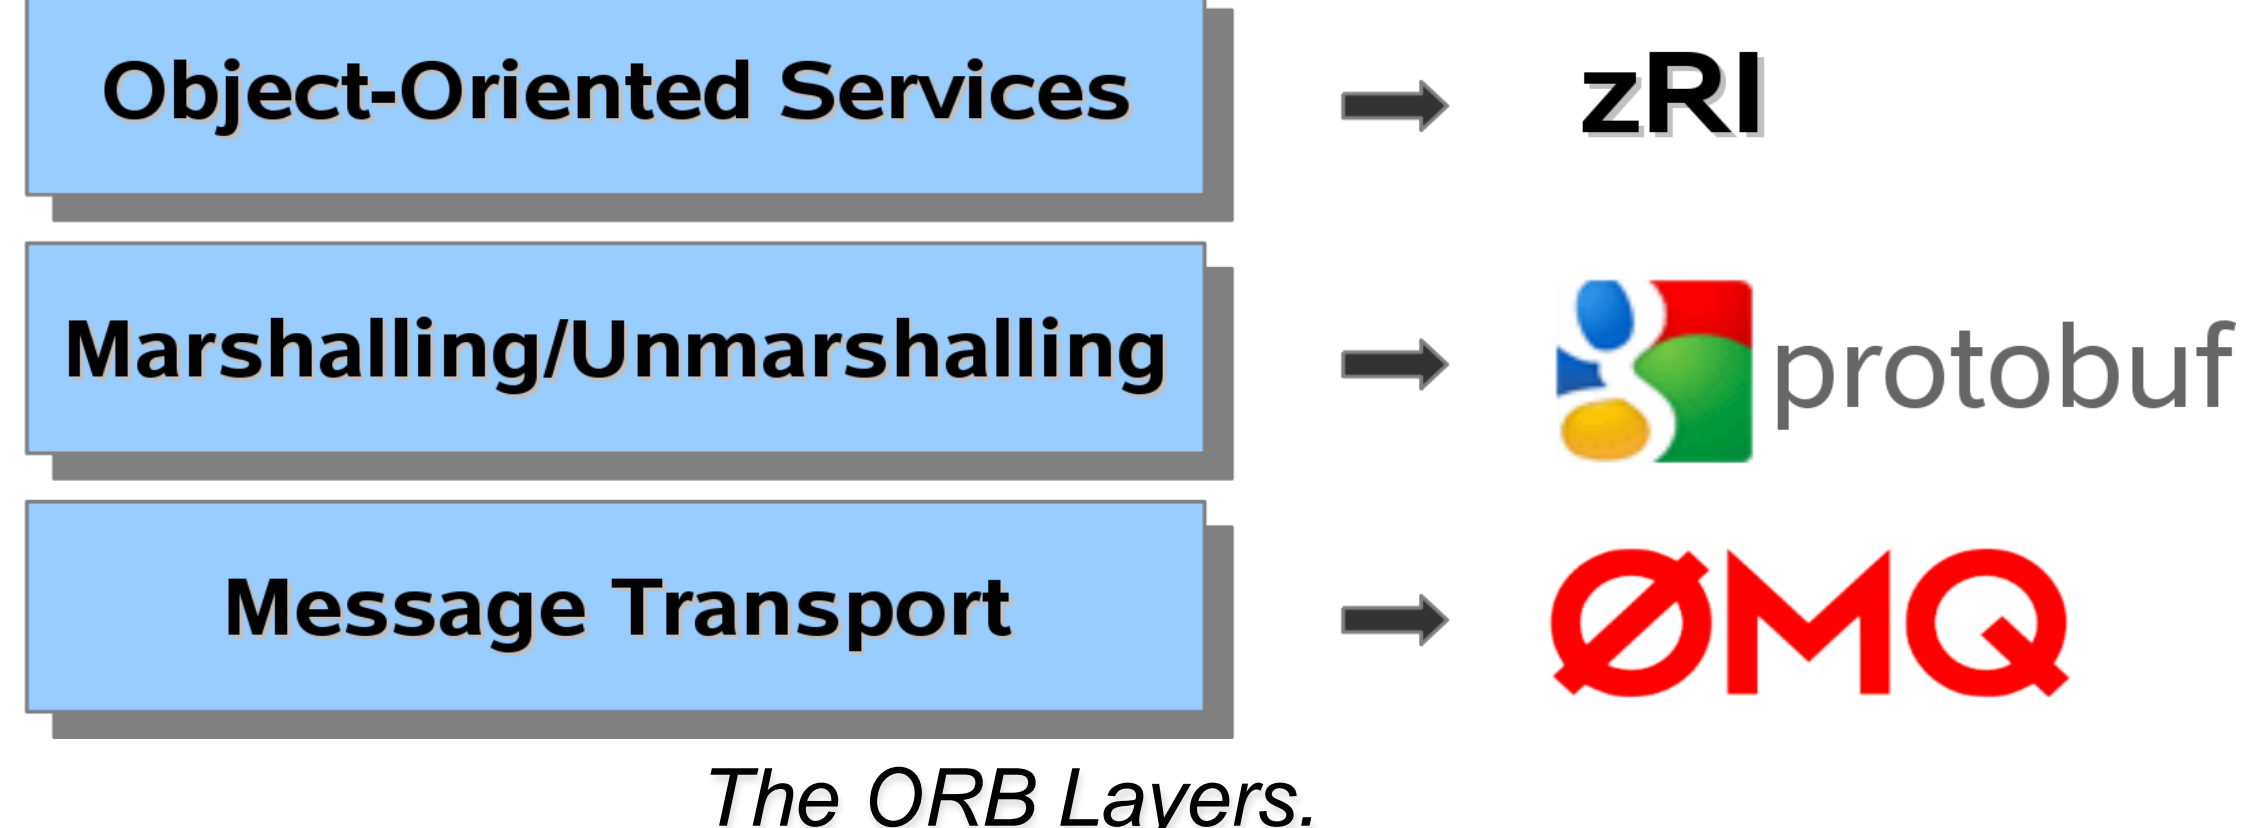 Object-Oriented Services
zRI
Marshalling/Unmarshalling
protobuf
Message Transport
ØMQ
The ORB Layers.